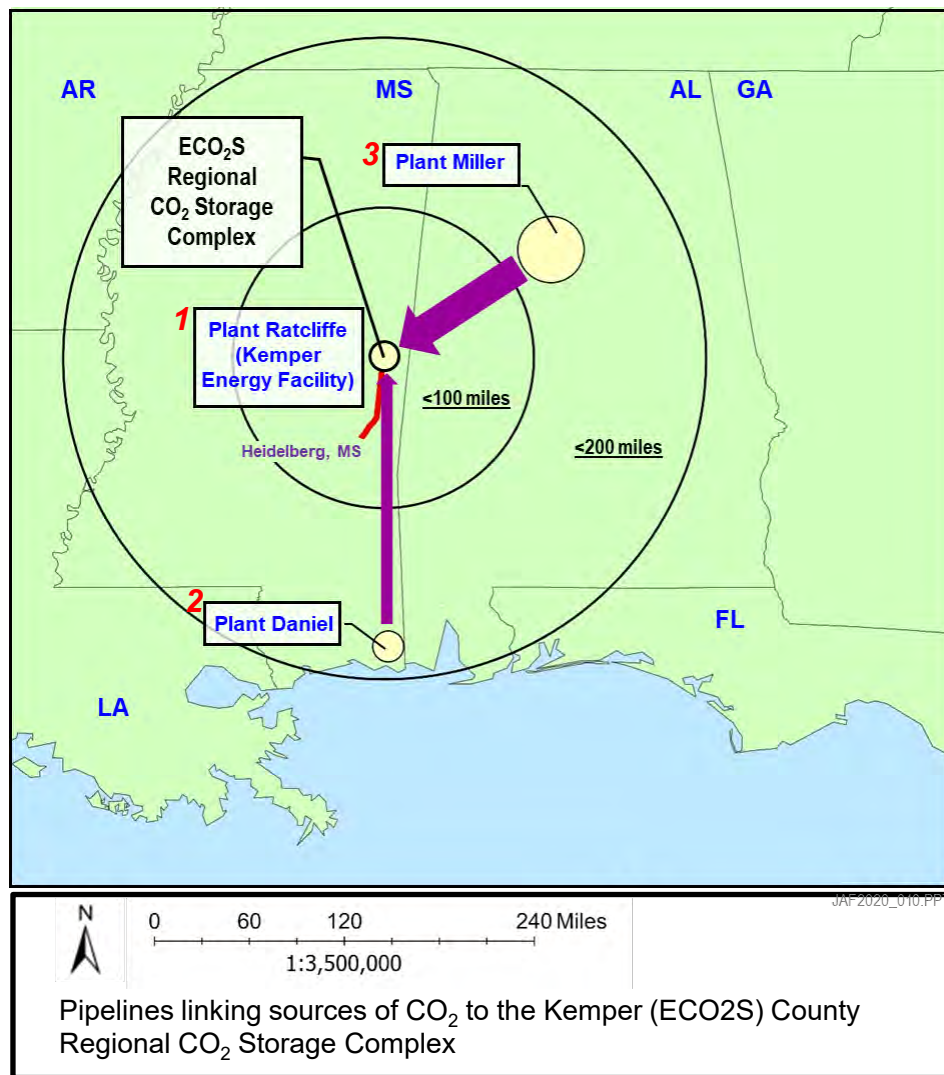 AR
MS
AL
GA
ECO₂S
Regional
CO₂ Storage
Complex
3
Plant Miller
1
Plant Ratcliffe
(Kemper
Energy Facility)
<100 miles
Heidelberg, MS
<200 miles
2
Plant Daniel
FL
LA
JAF2020_010.PP
N
0 60 120 240 Miles
1:3,500,000
Pipelines linking sources of CO₂ to the Kemper (ECO2S) County
Regional CO₂ Storage Complex